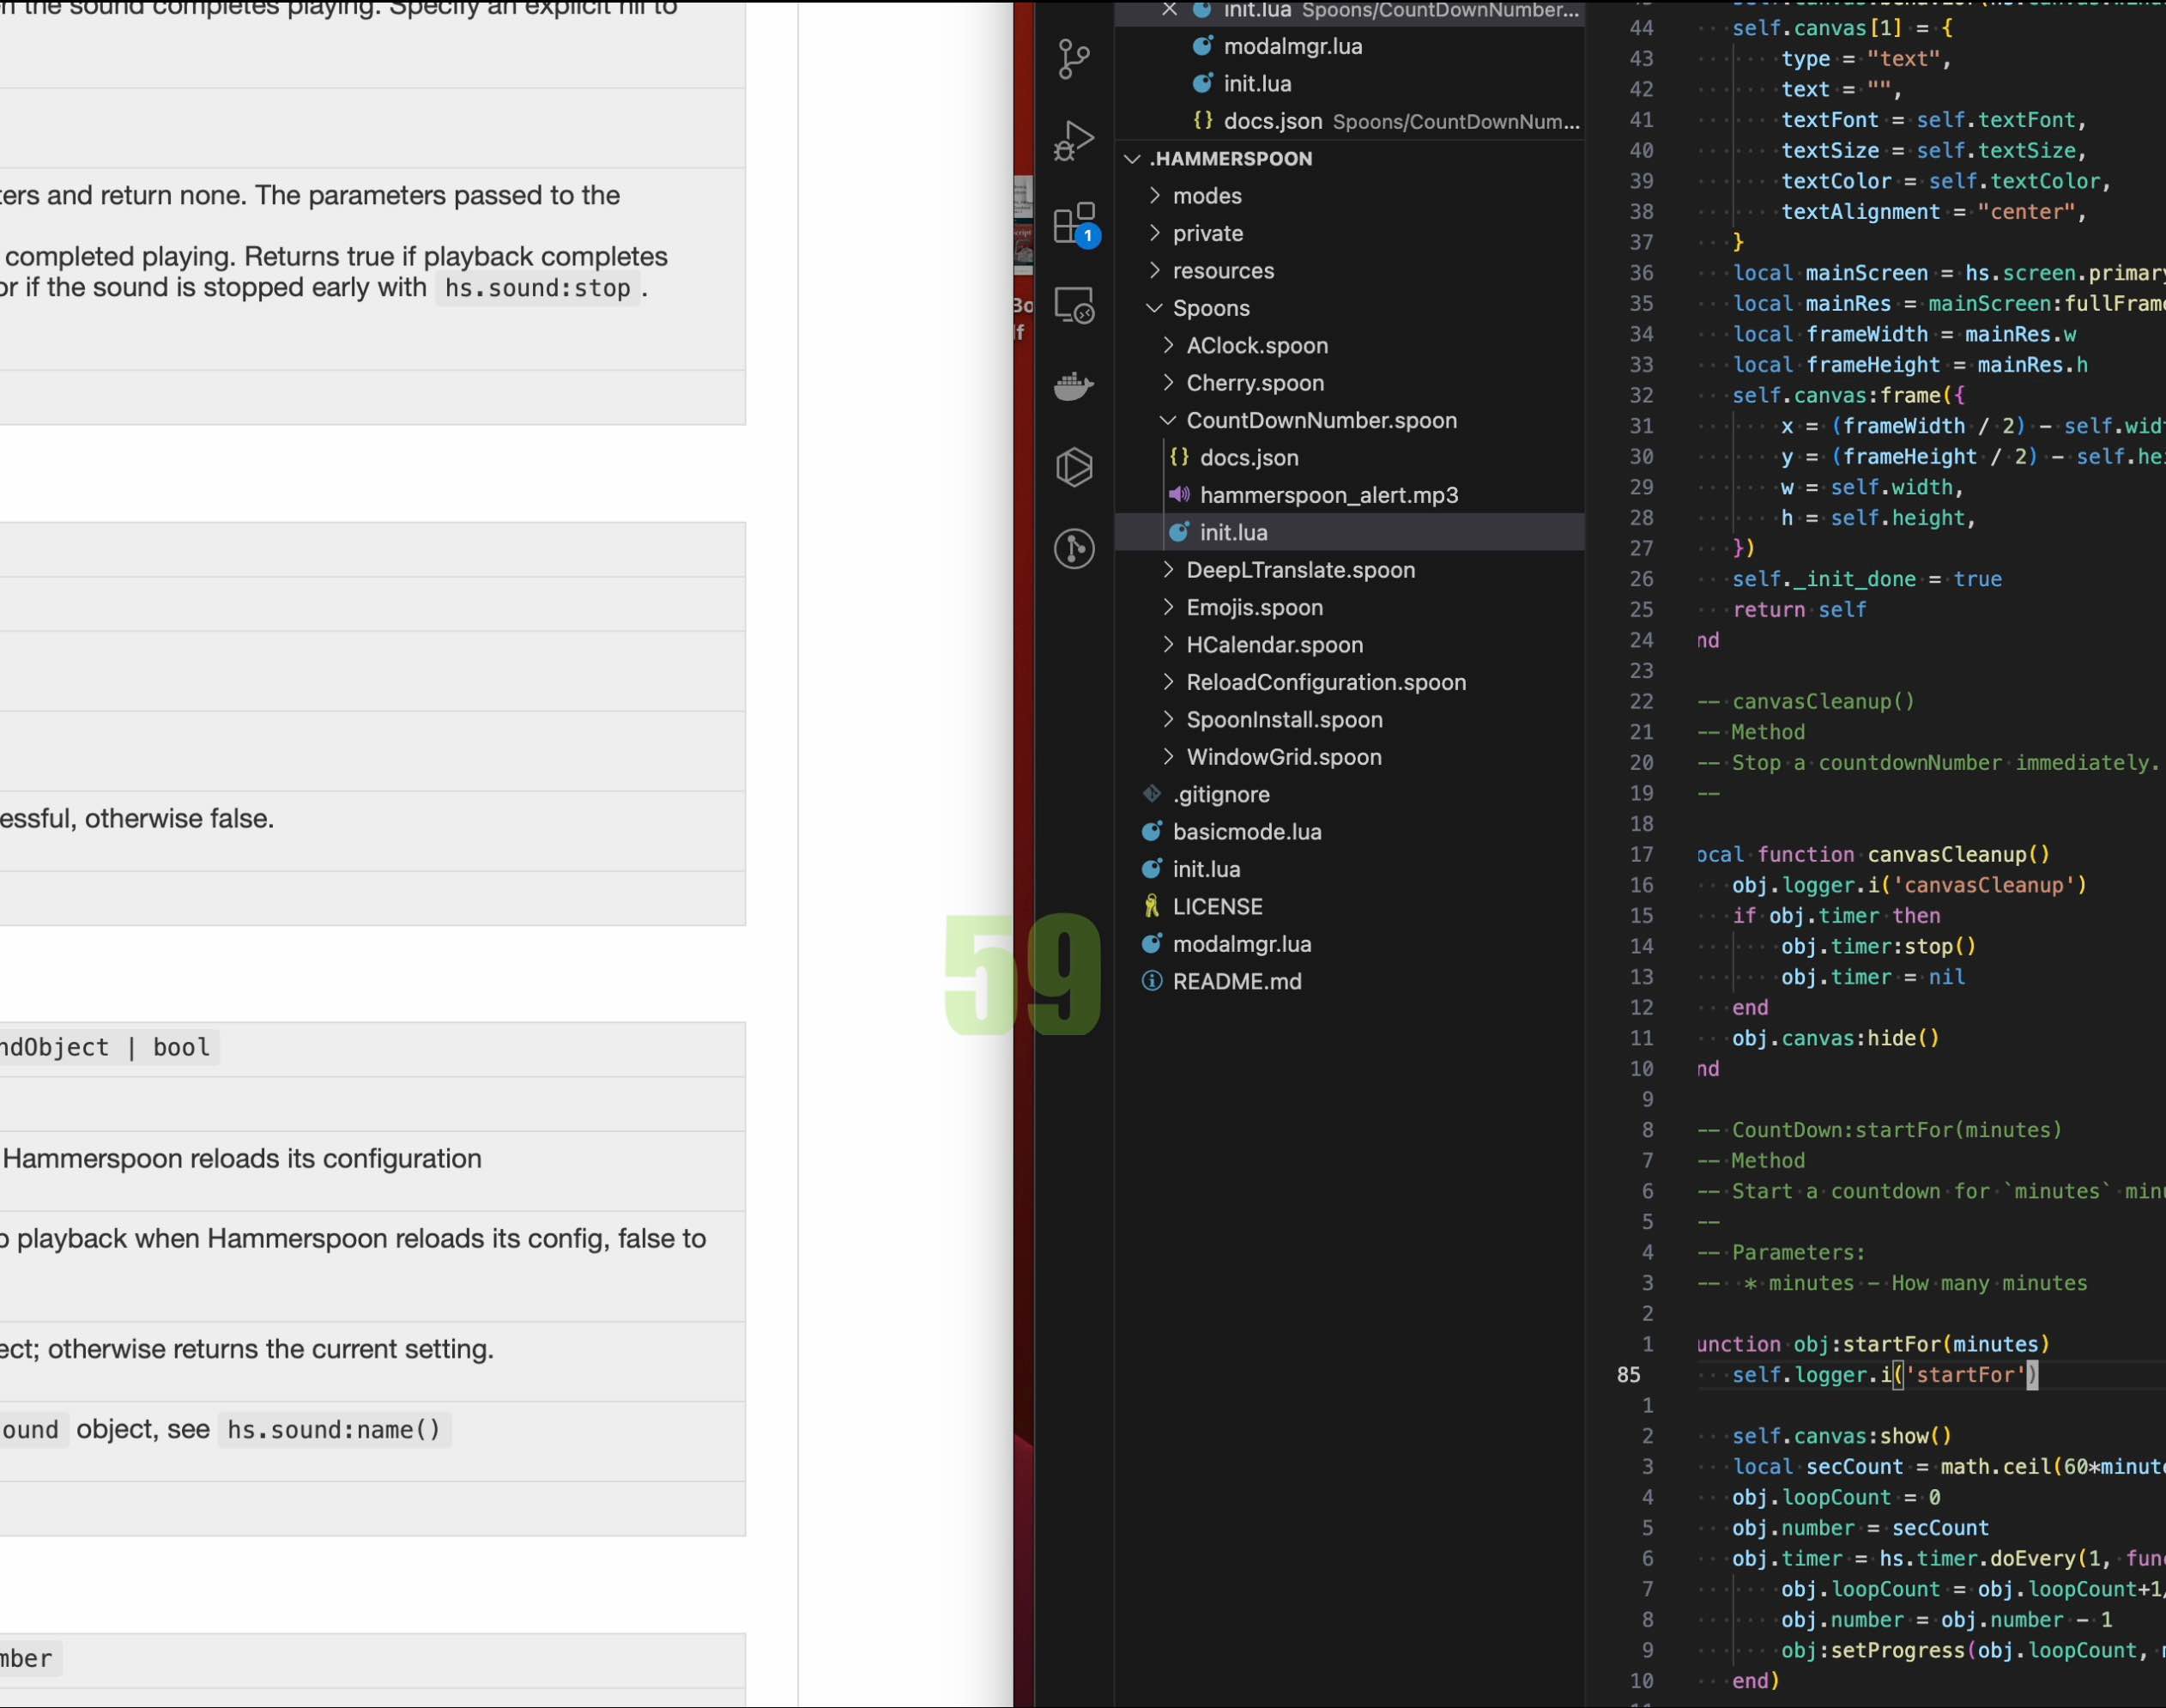 the sound completes playing. Specify an explicit nil to
ters and return none. The parameters passed to the
completed playing. Returns true if playback completes
or if the sound is stopped early with hs.sound:stop .
essful, otherwise false.
ndObject | bool
Hammerspoon reloads its configuration
o playback when Hammerspoon reloads its config, false to
ect; otherwise returns the current setting.
ound object, see hs.sound:name()
mber
Bo
f
59
1
init.lua Spoons/CountDownNumber...
modalmgr.lua
init.lua
{} docs.json Spoons/CountDownNum...
.HAMMERSPOON
modes
private
resources
Spoons
AClock.spoon
Cherry.spoon
CountDownNumber.spoon
{} docs.json
hammerspoon_alert.mp3
init.lua
DeepLTranslate.spoon
Emojis.spoon
HCalendar.spoon
ReloadConfiguration.spoon
SpoonInstall.spoon
WindowGrid.spoon
.gitignore
basicmode.lua
init.lua
LICENSE
modalmgr.lua
README.md
44 self.canvas[1] = {
43 type = "text",
42 text = "",
41 textFont = self.textFont,
40 textSize = self.textSize,
39 textColor = self.textColor,
38 textAlignment = "center",
37 }
36 local mainScreen = hs.screen.primary
35 local mainRes = mainScreen:fullFrame
34 local frameWidth = mainRes.w
33 local frameHeight = mainRes.h
32 self.canvas:frame({
31 x = (frameWidth / 2) - self.wid
30 y = (frameHeight / 2) - self.he
29 w = self.width,
28 h = self.height,
27 })
26 self._init_done = true
25 return self
24 nd
23
22 -- canvasCleanup()
21 -- Method
20 -- Stop a countdownNumber immediately.
19 --
18
17 ocal function canvasCleanup()
16 obj.logger.i('canvasCleanup')
15 if obj.timer then
14 obj.timer:stop()
13 obj.timer = nil
12 end
11 obj.canvas:hide()
10 nd
9
8 -- CountDown:startFor(minutes)
7 -- Method
6 -- Start a countdown for `minutes` minu
5 --
4 -- Parameters:
3 -- * minutes - How many minutes
2
1 unction obj:startFor(minutes)
85 self.logger.i('startFor')
1
2 self.canvas:show()
3 local secCount = math.ceil(60*minute
4 obj.loopCount = 0
5 obj.number = secCount
6 obj.timer = hs.timer.doEvery(1, func
7 obj.loopCount = obj.loopCount+1/
8 obj.number = obj.number - 1
9 obj:setProgress(obj.loopCount, m
10 end)